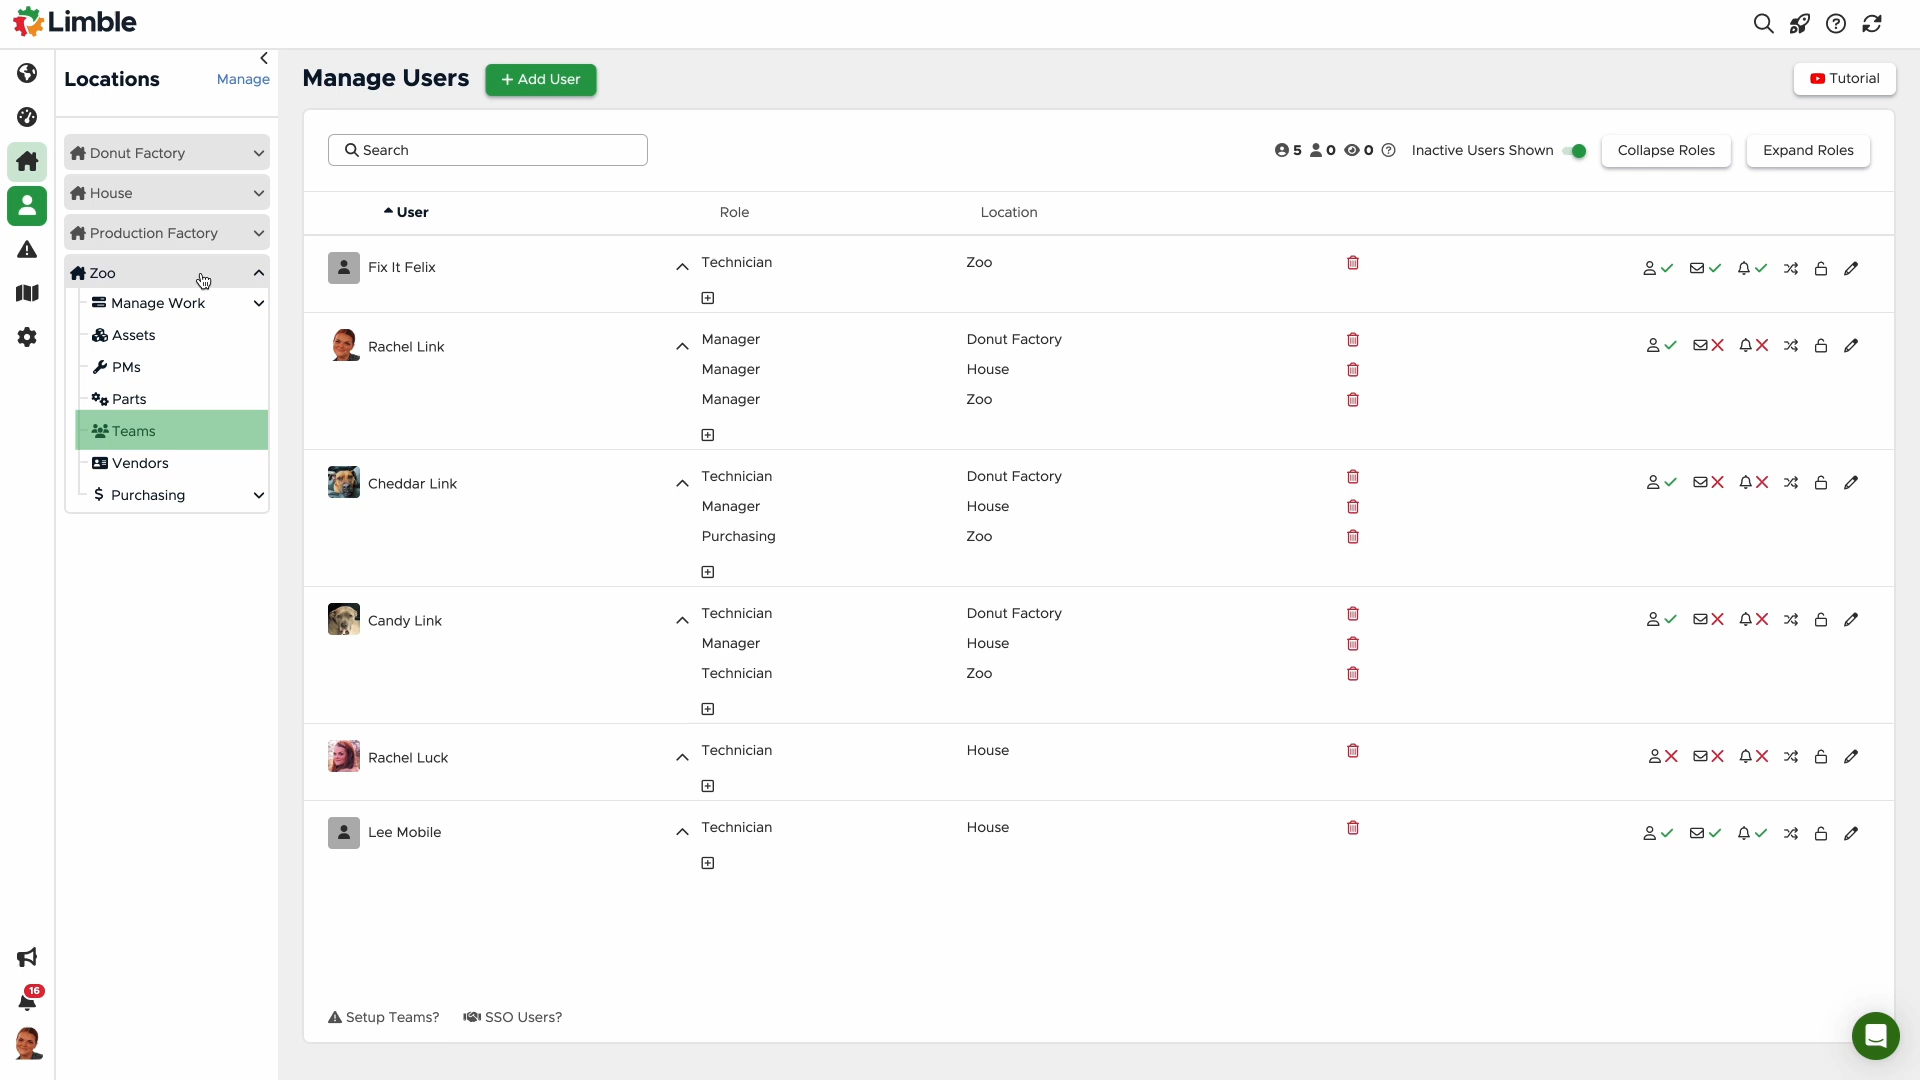 Limble
Locations
Manage
Manage Users
+ Add User
Tutorial
Donut Factory
House
Production Factory
Zoo
Manage Work
Assets
PMs
Parts
Teams
Vendors
$ Purchasing
Search
5 0 0
Inactive Users Shown
Collapse Roles
Expand Roles
User Role Location
Fix It Felix
Technician Zoo
Rachel Link
Manager Donut Factory
Manager House
Manager Zoo
Cheddar Link
Technician Donut Factory
Manager House
Purchasing Zoo
Candy Link
Technician Donut Factory
Manager House
Technician Zoo
Rachel Luck
Technician House
Lee Mobile
Technician House
Setup Teams?
SSO Users?
16